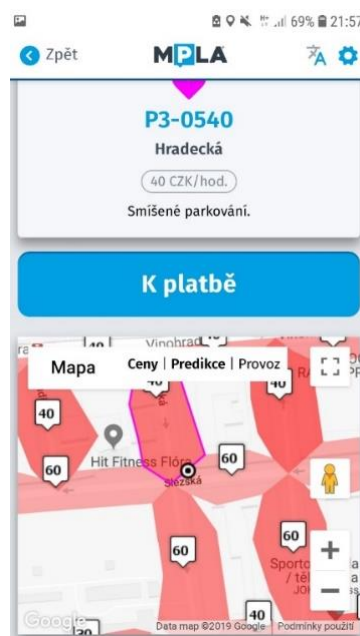 69% 21:57
Zpět
MPLA
P3-0540
Hradecká
40 CZK/hod.
Smíšené parkování.
K platbě
Mapa
Ceny | Predikce | Provoz
40
40
40
60
Hit Fitness Flóra
60
Slezská
60
60
40
Google
Data map ©2019 Google
Podmínky použití